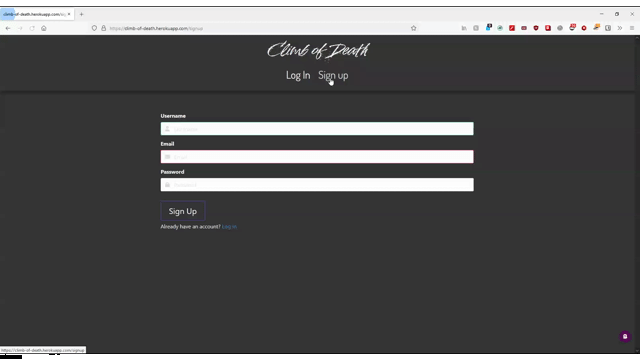 climb-of-death.herokuapp.com/sig
https://climb-of-death.herokuapp.com/signup
Climb of Death
Log In Sign up
Username
Email
Password
Sign Up
Already have an account? Log in
https://climb-of-death.herokuapp.com/signup